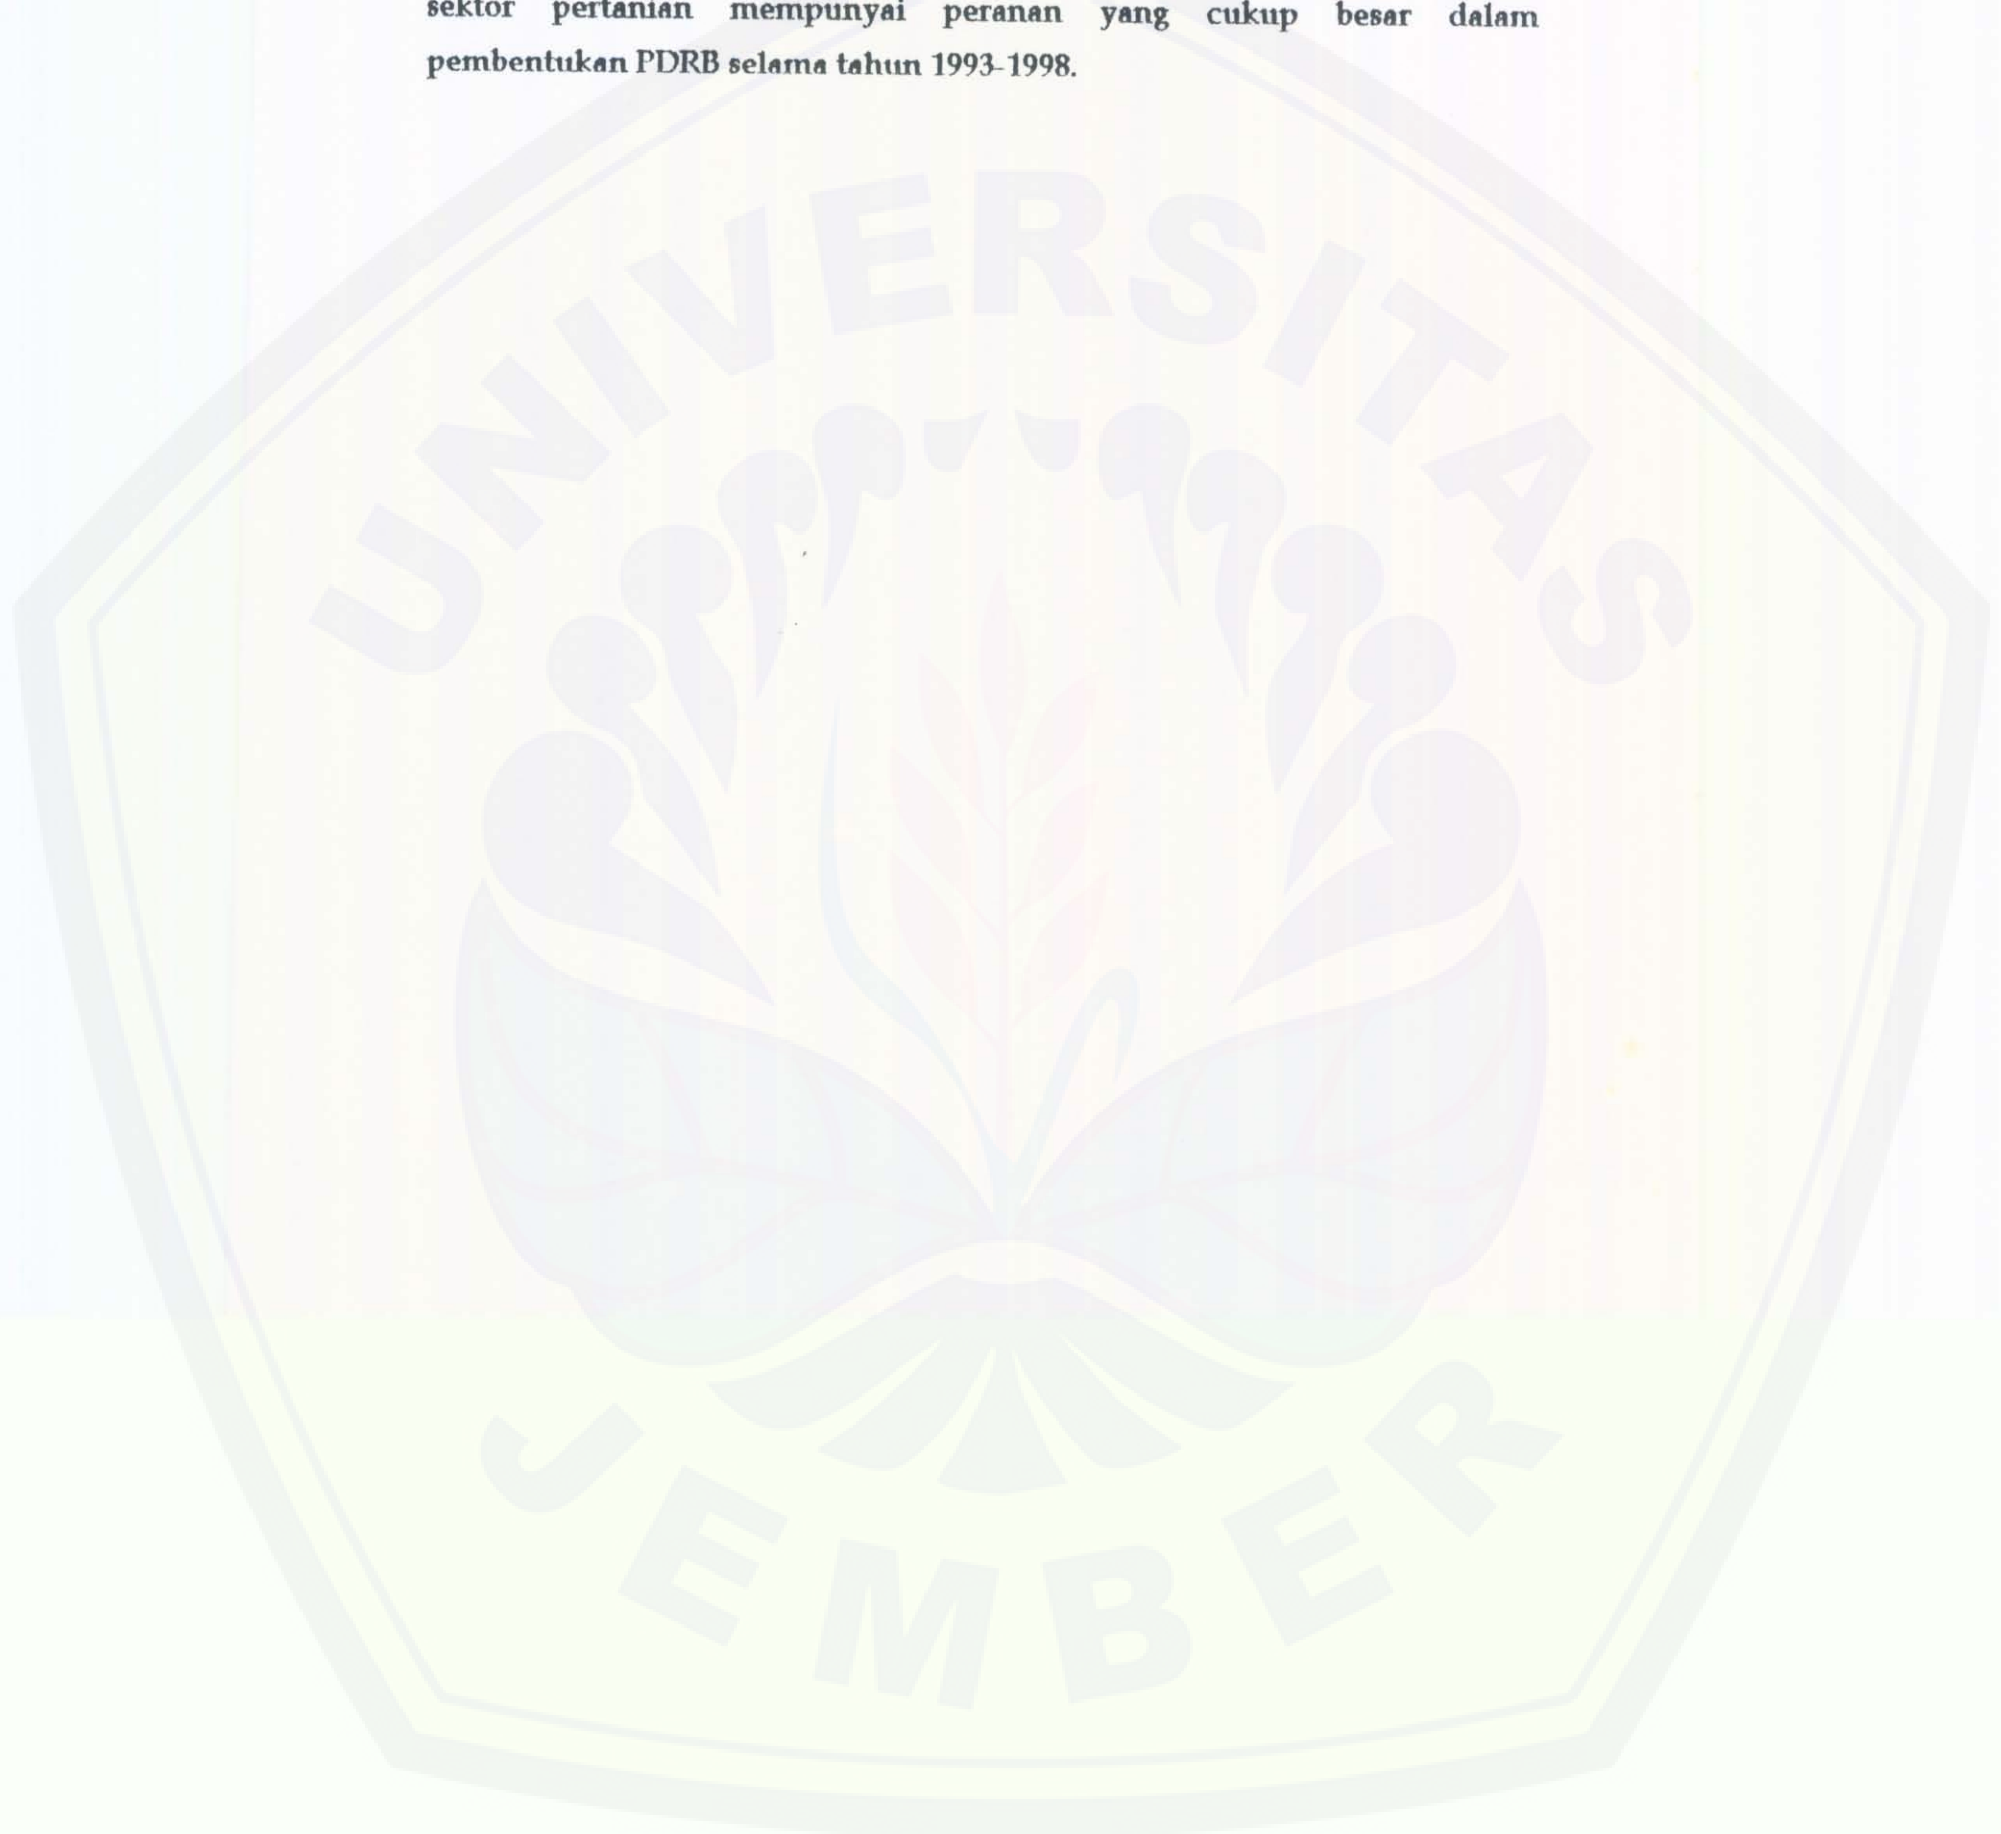 sektor pertanian mempunyai peranan yang cukup besar dalam
pembentukan PDRB selama tahun 1993-1998.
UNIVERSITAS
JEMBER